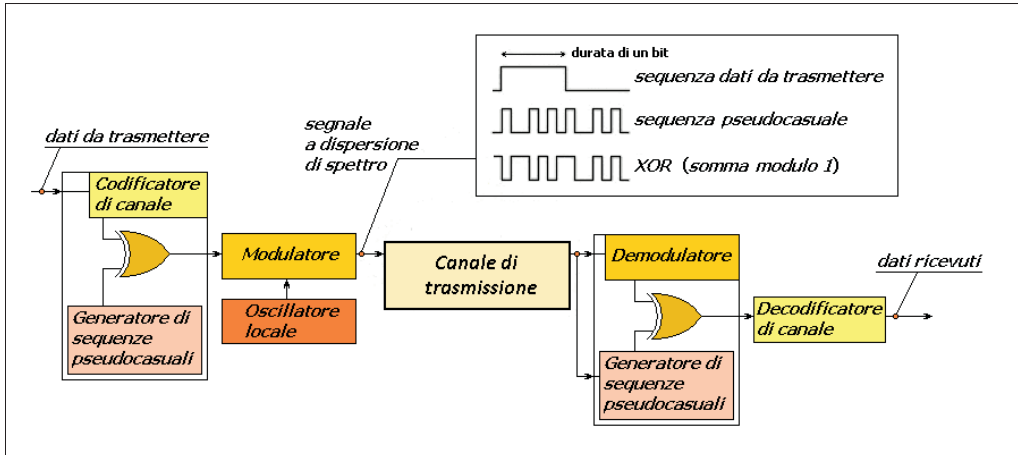 durata di un bit
sequenza dati da trasmettere
sequenza pseudocasuale
XOR (somma modulo 1)
segnale
a dispersione
di spettro
dati da trasmettere
Codificatore
di canale
Generatore di
sequenze
pseudocasuali
Modulatore
Oscillatore
locale
Canale di
trasmissione
Demodulatore
Generatore di
sequenze
pseudocasuali
Decodificatore
di canale
dati ricevuti